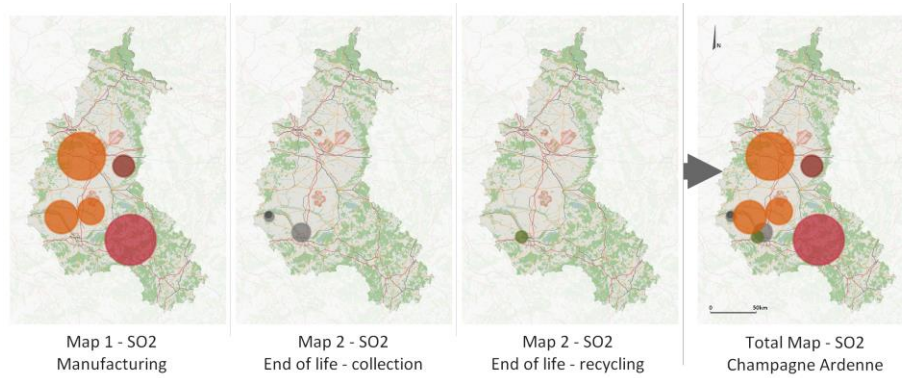 N
0 50km
Map 1 - SO2
Manufacturing
Map 2 - SO2
End of life - collection
Map 2 - SO2
End of life - recycling
Total Map - SO2
Champagne Ardenne